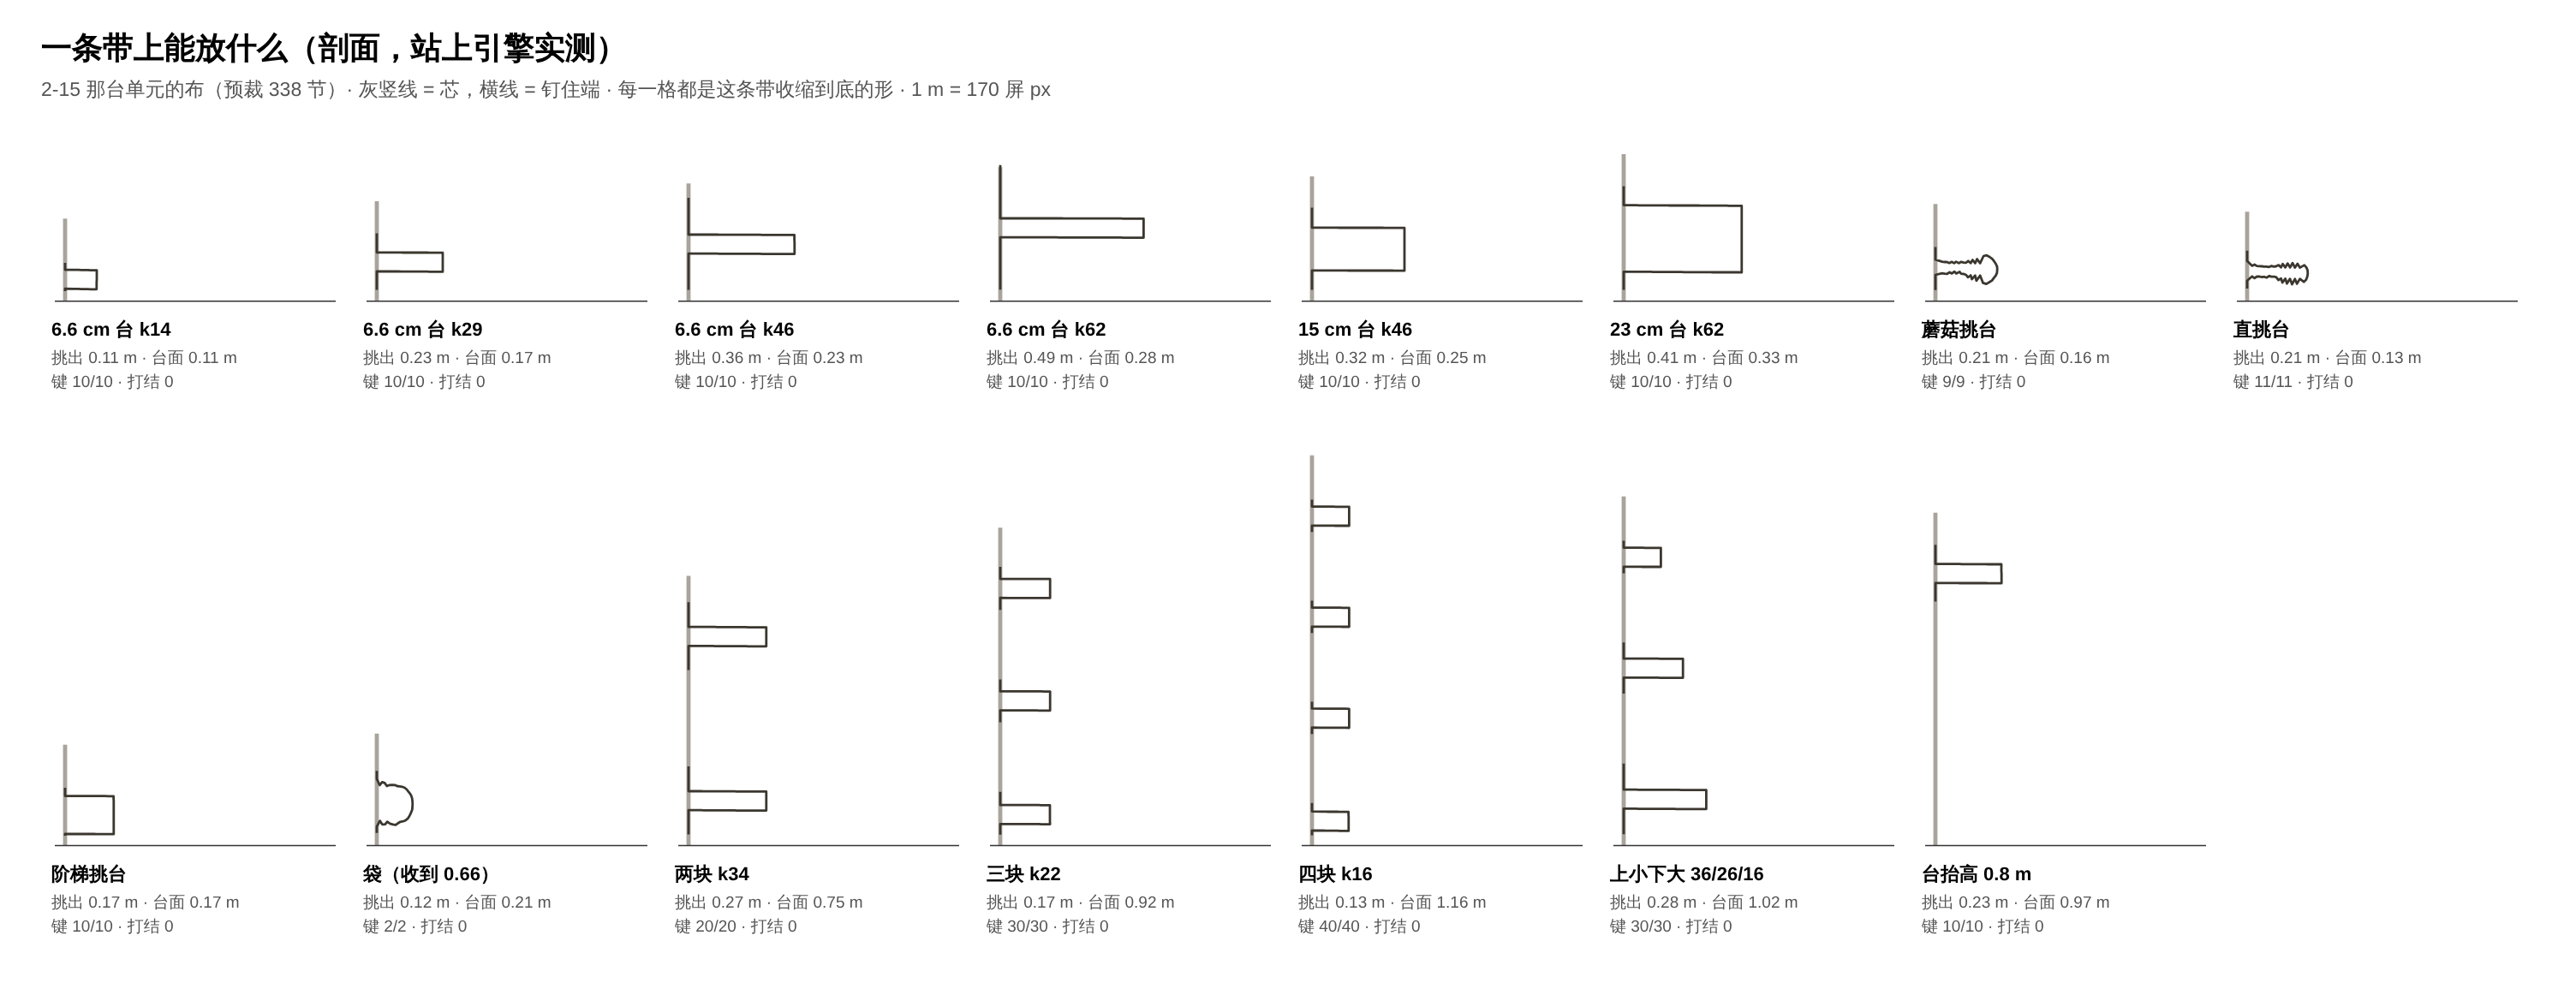 一条带上能放什么（剖面，站上引擎实测）
2-15 那台单元的布（预裁 338 节）· 灰竖线 = 芯，横线 = 钉住端 · 每一格都是这条带收缩到底的形 · 1 m = 170 屏 px
6.6 cm 台 k14
挑出 0.11 m · 台面 0.11 m
键 10/10 · 打结 0
6.6 cm 台 k29
挑出 0.23 m · 台面 0.17 m
键 10/10 · 打结 0
6.6 cm 台 k46
挑出 0.36 m · 台面 0.23 m
键 10/10 · 打结 0
6.6 cm 台 k62
挑出 0.49 m · 台面 0.28 m
键 10/10 · 打结 0
15 cm 台 k46
挑出 0.32 m · 台面 0.25 m
键 10/10 · 打结 0
23 cm 台 k62
挑出 0.41 m · 台面 0.33 m
键 10/10 · 打结 0
蘑菇挑台
挑出 0.21 m · 台面 0.16 m
键 9/9 · 打结 0
直挑台
挑出 0.21 m · 台面 0.13 m
键 11/11 · 打结 0
阶梯挑台
挑出 0.17 m · 台面 0.17 m
键 10/10 · 打结 0
袋（收到 0.66）
挑出 0.12 m · 台面 0.21 m
键 2/2 · 打结 0
两块 k34
挑出 0.27 m · 台面 0.75 m
键 20/20 · 打结 0
三块 k22
挑出 0.17 m · 台面 0.92 m
键 30/30 · 打结 0
四块 k16
挑出 0.13 m · 台面 1.16 m
键 40/40 · 打结 0
上小下大 36/26/16
挑出 0.28 m · 台面 1.02 m
键 30/30 · 打结 0
台抬高 0.8 m
挑出 0.23 m · 台面 0.97 m
键 10/10 · 打结 0